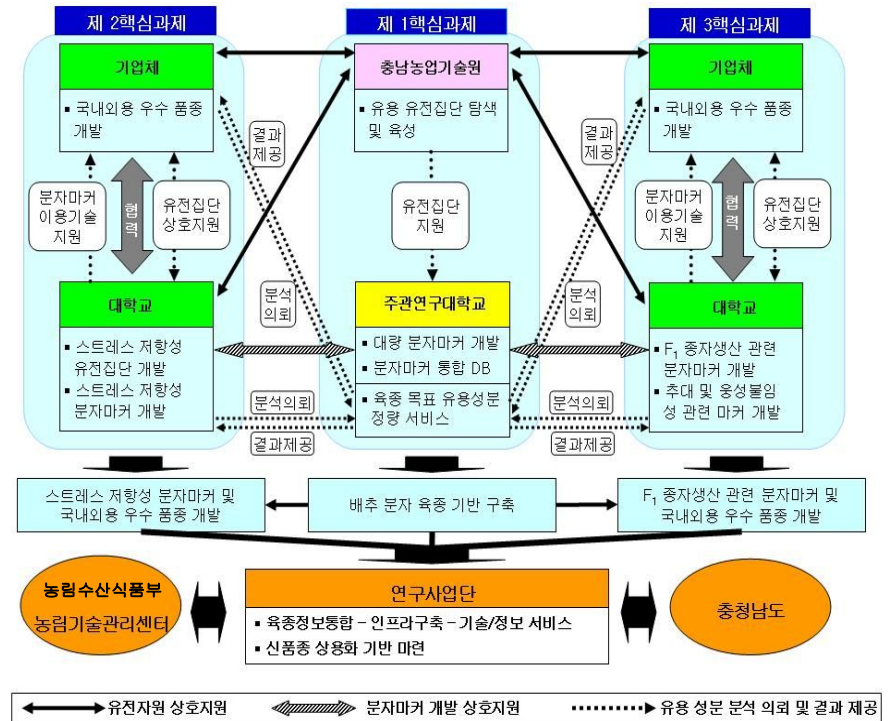 제 2핵심과제
제 1핵심과제
제 3핵심과제
기업체
▪ 국내외용 우수 품종
개발
충남농업기술원
▪ 유용 유전집단 탐색
및 육성
기업체
▪ 국내외용 우수 품종
개발
결과
제공
결과
제공
분자마커
이용기술
지원
협력
유전집단
상호지원
유전집단
지원
분자마커
이용기술
지원
협력
유전집단
상호지원
분석
의뢰
분석
의뢰
대학교
▪ 스트레스 저항성
유전집단 개발
▪ 스트레스 저항성
분자마커 개발
주관연구대학교
▪ 대량 분자마커 개발
▪ 분자마커 통합 DB
▪ 육종 목표 유용성분
정량 서비스
대학교
▪ F₁ 종자생산 관련
분자마커 개발
▪ 추대 및 웅성불임
성 관련 마커 개발
분석의뢰
결과제공
분석의뢰
결과제공
스트레스 저항성 분자마커 및
국내외용 우수 품종 개발
배추 분자 육종 기반 구축
F₁ 종자생산 관련 분자마커 및
국내외용 우수 품종 개발
농림수산식품부
농림기술관리센터
연구사업단
▪ 육종정보통합 – 인프라구축 – 기술/정보 서비스
▪ 신품종 상용화 기반 마련
충청남도
유전자원 상호지원
분자마커 개발 상호지원
유용 성분 분석 의뢰 및 결과 제공